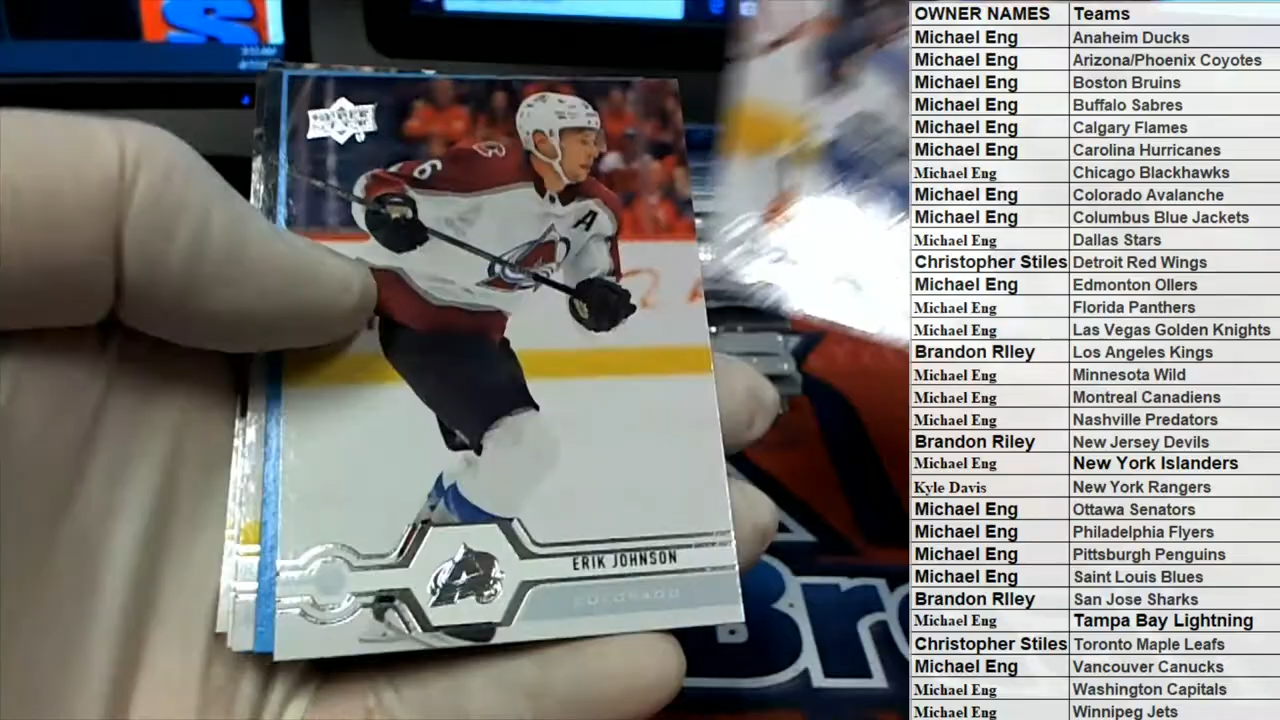 S
UPPER DECK
6
A
ERIK JOHNSON
COLORADO
Bre
OWNER NAMES Teams
Michael Eng Anaheim Ducks
Michael Eng Arizona/Phoenix Coyotes
Michael Eng Boston Bruins
Michael Eng Buffalo Sabres
Michael Eng Calgary Flames
Michael Eng Carolina Hurricanes
Michael Eng Chicago Blackhawks
Michael Eng Colorado Avalanche
Michael Eng Columbus Blue Jackets
Michael Eng Dallas Stars
Christopher Stiles Detroit Red Wings
Michael Eng Edmonton Ollers
Michael Eng Florida Panthers
Michael Eng Las Vegas Golden Knights
Brandon RIley Los Angeles Kings
Michael Eng Minnesota Wild
Michael Eng Montreal Canadiens
Michael Eng Nashville Predators
Brandon Riley New Jersey Devils
Michael Eng New York Islanders
Kyle Davis New York Rangers
Michael Eng Ottawa Senators
Michael Eng Philadelphia Flyers
Michael Eng Pittsburgh Penguins
Michael Eng Saint Louis Blues
Brandon RIley San Jose Sharks
Michael Eng Tampa Bay Lightning
Christopher Stiles Toronto Maple Leafs
Michael Eng Vancouver Canucks
Michael Eng Washington Capitals
Michael Eng Winnipeg Jets